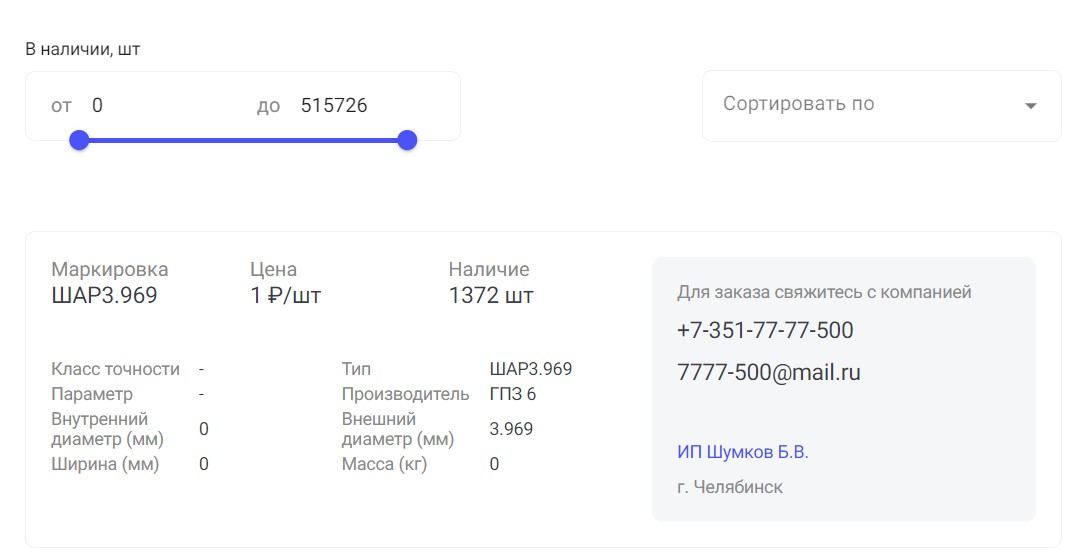 В наличии, шт
от 0 до 515726
Сортировать по
Маркировка Цена Наличие
ШАР3.969 1 ₽/шт 1372 шт
Класс точности - Тип ШАР3.969
Параметр - Производитель ГПЗ 6
Внутренний диаметр (мм) 0 Внешний диаметр (мм) 3.969
Ширина (мм) 0 Масса (кг) 0
Для заказа свяжитесь с компанией
+7-351-77-77-500
7777-500@mail.ru
ИП Шумков Б.В.
г. Челябинск